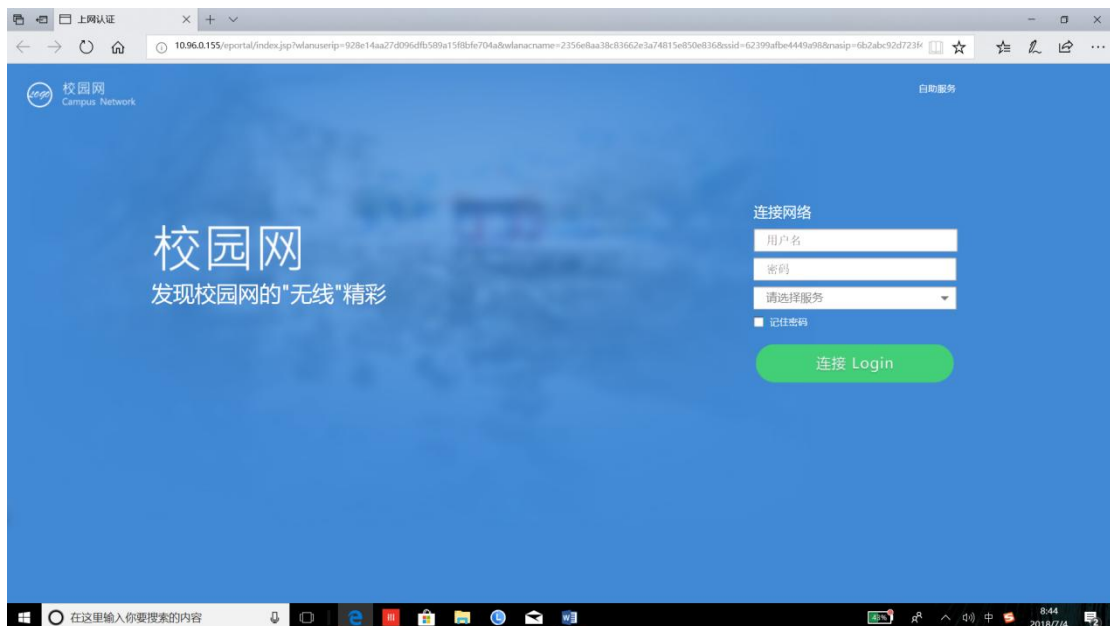 上网认证
10.96.0.155/eportal/index.jsp?wlanuserip=928e14aa27d096dfb589a15f8bfe704a&wlanacname=2356e8aa38c83662e3a74815e850e836&ssid=62399afbe4449a98&nasip=6b2abc92d723f
logo
校园网
Campus Network
自助服务
连接网络
用户名
校园网
密码
发现校园网的"无线"精彩
请选择服务
记住密码
连接 Login
在这里输入你要搜索的内容
43%
中
8:44
2018/7/4